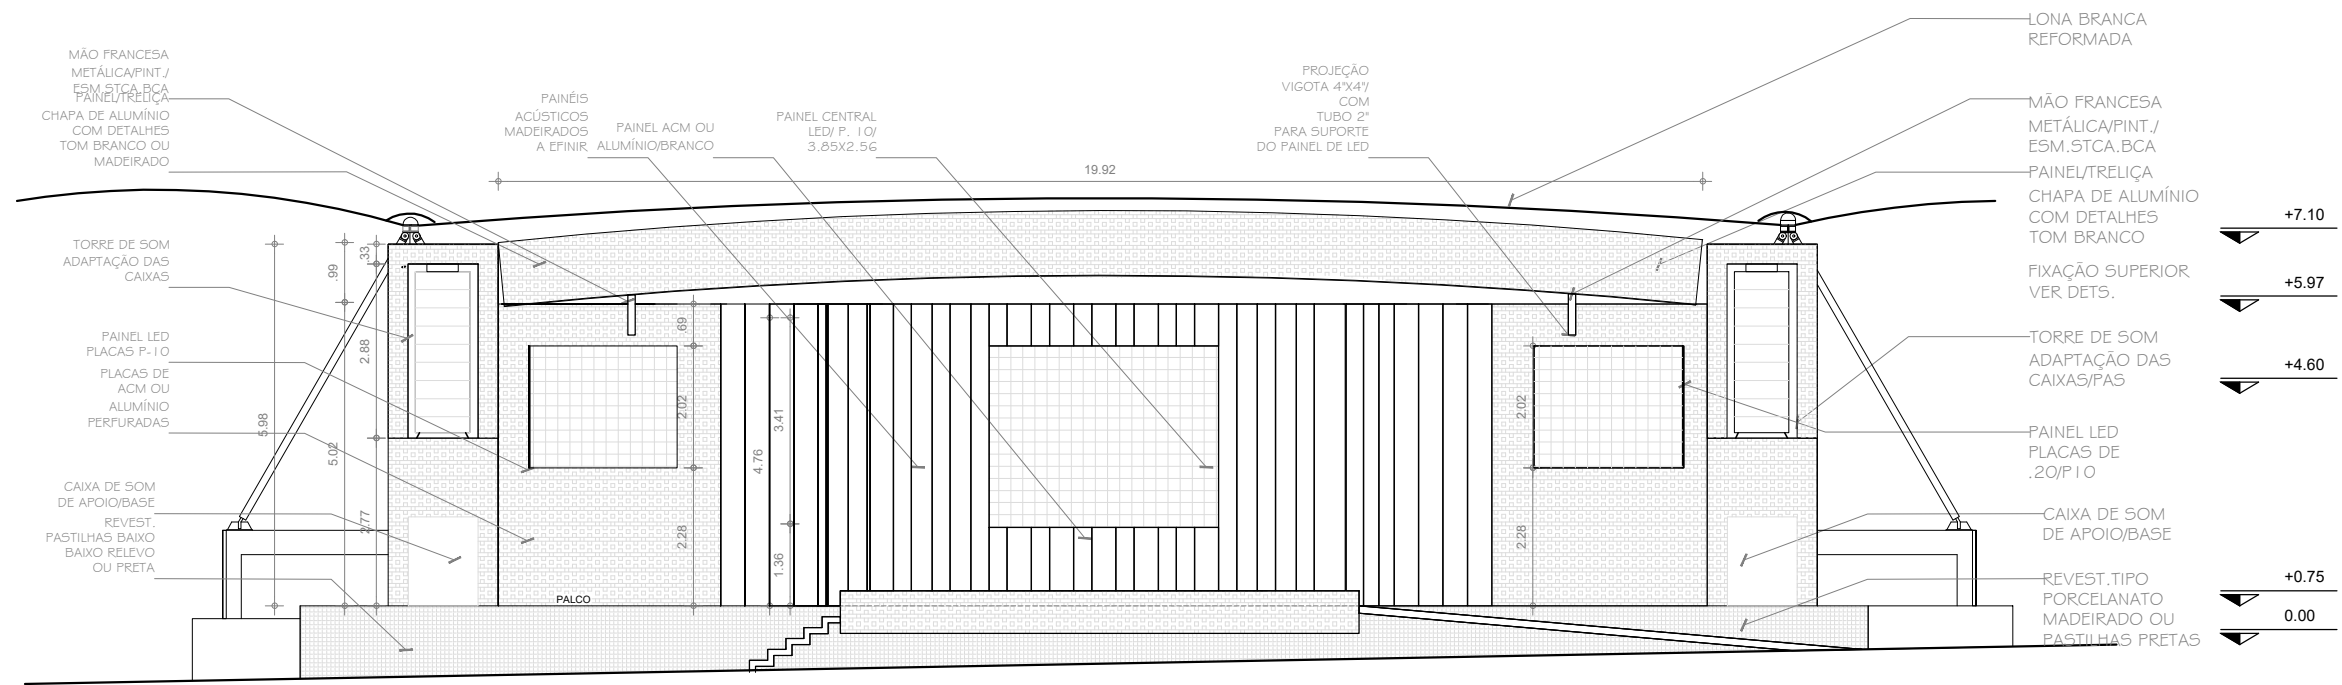 MÃO FRANCESA
METÁLICA/PINT./
ESM.STCA.BCA
PAINEL/TRELIÇA
CHAPA DE ALUMÍNIO
COM DETALHES
TOM BRANCO OU
MADEIRADO
TORRE DE SOM
ADAPTAÇÃO DAS
CAIXAS
PAINEL LED
PLACAS P-10
PLACAS DE
ACM OU
ALUMÍNIO
PERFURADAS
CAIXA DE SOM
DE APOIO/BASE
REVEST.
PASTILHAS BAIXO
BAIXO RELEVO
OU PRETA
PAINÉIS
ACÚSTICOS
MADEIRADOS
A EFINIR
PAINEL ACM OU
ALUMÍNIO/BRANCO
PAINEL CENTRAL
LED/ P. 10/
3.85X2.56
PROJEÇÃO
VIGOTA 4"X4"/
COM
TUBO 2"
PARA SUPORTE
DO PAINEL DE LED
19.92
5.98
.99
5.02
.33
2.88
2.77
.69
2.02
2.28
4.76
3.41
1.36
2.02
2.28
PALCO
LONA BRANCA
REFORMADA
MÃO FRANCESA
METÁLICA/PINT./
ESM.STCA.BCA
PAINEL/TRELIÇA
CHAPA DE ALUMÍNIO
COM DETALHES
TOM BRANCO
FIXAÇÃO SUPERIOR
VER DETS.
TORRE DE SOM
ADAPTAÇÃO DAS
CAIXAS/PAS
PAINEL LED
PLACAS DE
.20/P10
CAIXA DE SOM
DE APOIO/BASE
REVEST.TIPO
PORCELANATO
MADEIRADO OU
PASTILHAS PRETAS
+7.10
+5.97
+4.60
+0.75
0.00